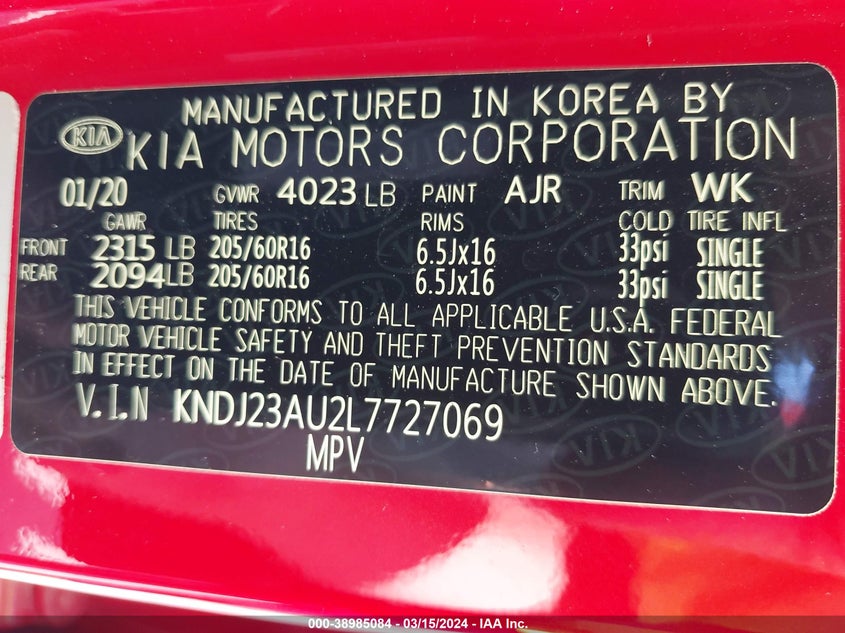 MANUFACTURED IN KOREA BY
KIA KIA MOTORS CORPORATION
01/20 GVWR 4023 LB PAINT AJR TRIM WK
GAWR TIRES RIMS COLD TIRE INFL
FRONT 2315 LB 205/60R16 6.5Jx16 33psi SINGLE
REAR 2094 LB 205/60R16 6.5Jx16 33psi SINGLE
THIS VEHICLE CONFORMS TO ALL APPLICABLE U.S.A. FEDERAL
MOTOR VEHICLE SAFETY AND THEFT PREVENTION STANDARDS
IN EFFECT ON THE DATE OF MANUFACTURE SHOWN ABOVE.
V.I.N KNDJ23AU2L7727069
MPV
000-38985084 - 03/15/2024 - IAA Inc.